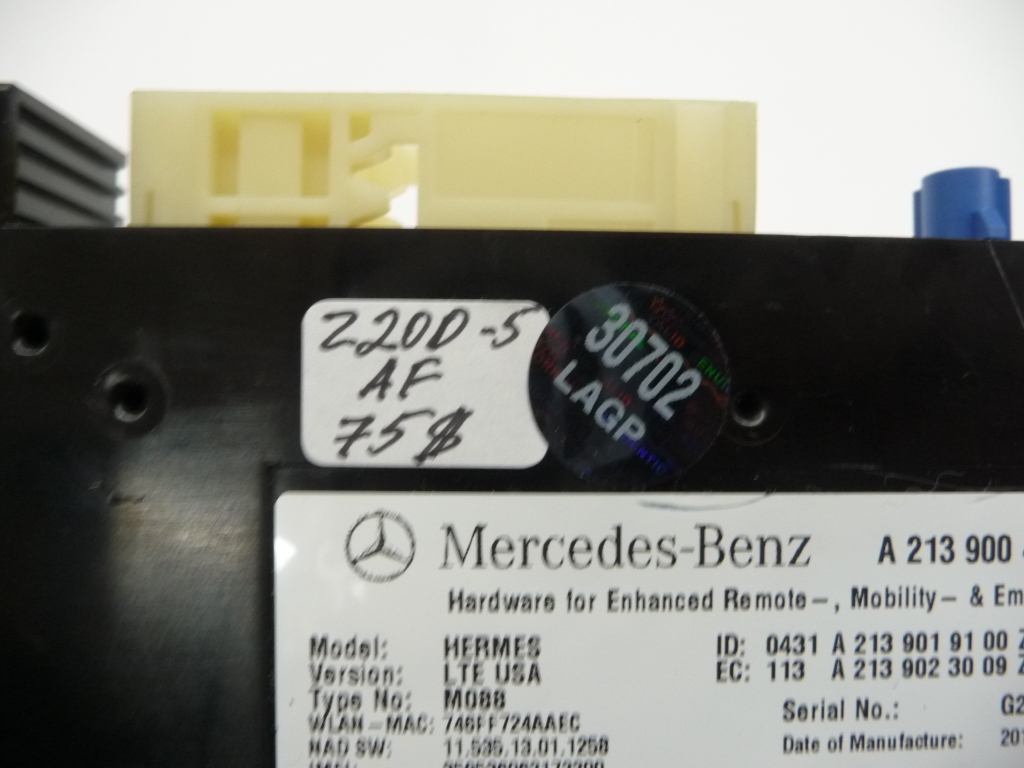 Z20D-5
AF
75$
30702
LAGP
Mercedes-Benz
A 213 900
Hardware for Enhanced Remote-, Mobility- & Em
Model: HERMES
ID: 0431 A 213 901 91 00 Z
Version: LTE USA
EC: 113 A 213 902 30 09 Z
Type No: M088
Serial No.: G2
WLAN-MAC: 746FF724AAEC
NAD SW: 11.535.13.01.1258
Date of Manufacture: 201